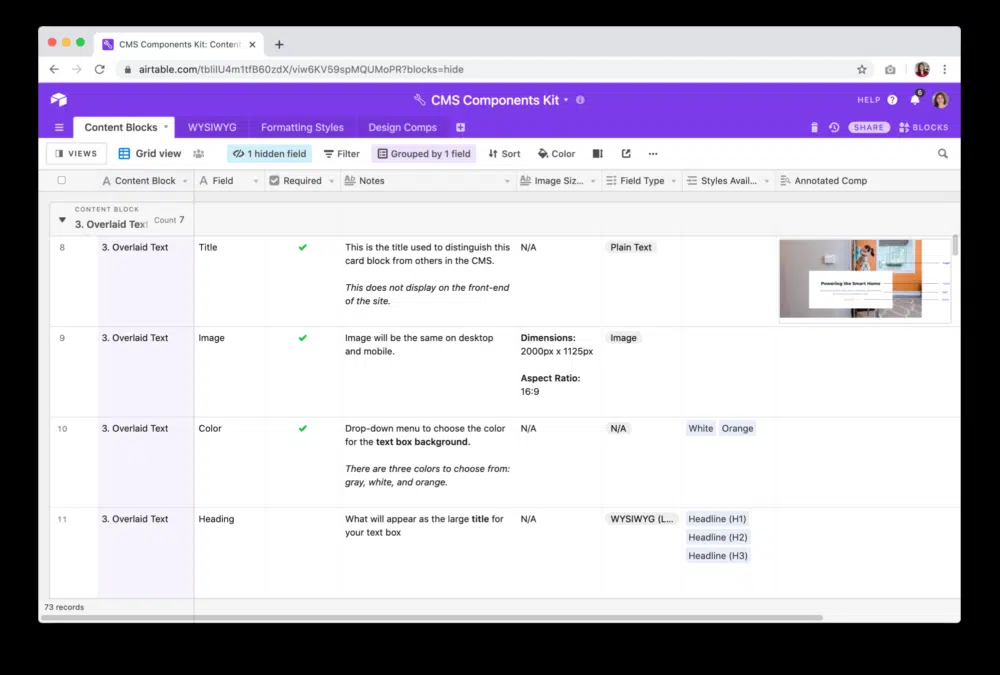 CMS Components Kit: Content
airtable.com/tbliIU4m1tfB60zdX/viw6KV59spMQUMoPR?blocks=hide
CMS Components Kit
HELP
6
Content Blocks
WYSIWYG
Formatting Styles
Design Comps
SHARE
BLOCKS
VIEWS
Grid view
1 hidden field
Filter
Grouped by 1 field
Sort
Color
Content Block
Field
Required
Notes
Image Siz...
Field Type
Styles Avail...
Annotated Comp
CONTENT BLOCK
3. Overlaid Text
Count 7
8
3. Overlaid Text
Title
This is the title used to distinguish this
card block from others in the CMS.
This does not display on the front-end
of the site.
N/A
Plain Text
Powering the Smart Home
9
3. Overlaid Text
Image
Image will be the same on desktop
and mobile.
Dimensions:
2000px x 1125px
Aspect Ratio:
16:9
Image
10
3. Overlaid Text
Color
Drop-down menu to choose the color
for the text box background.
There are three colors to choose from:
gray, white, and orange.
N/A
N/A
White
Orange
11
3. Overlaid Text
Heading
What will appear as the large title for
your text box
N/A
WYSIWYG (L...
Headline (H1)
Headline (H2)
Headline (H3)
73 records